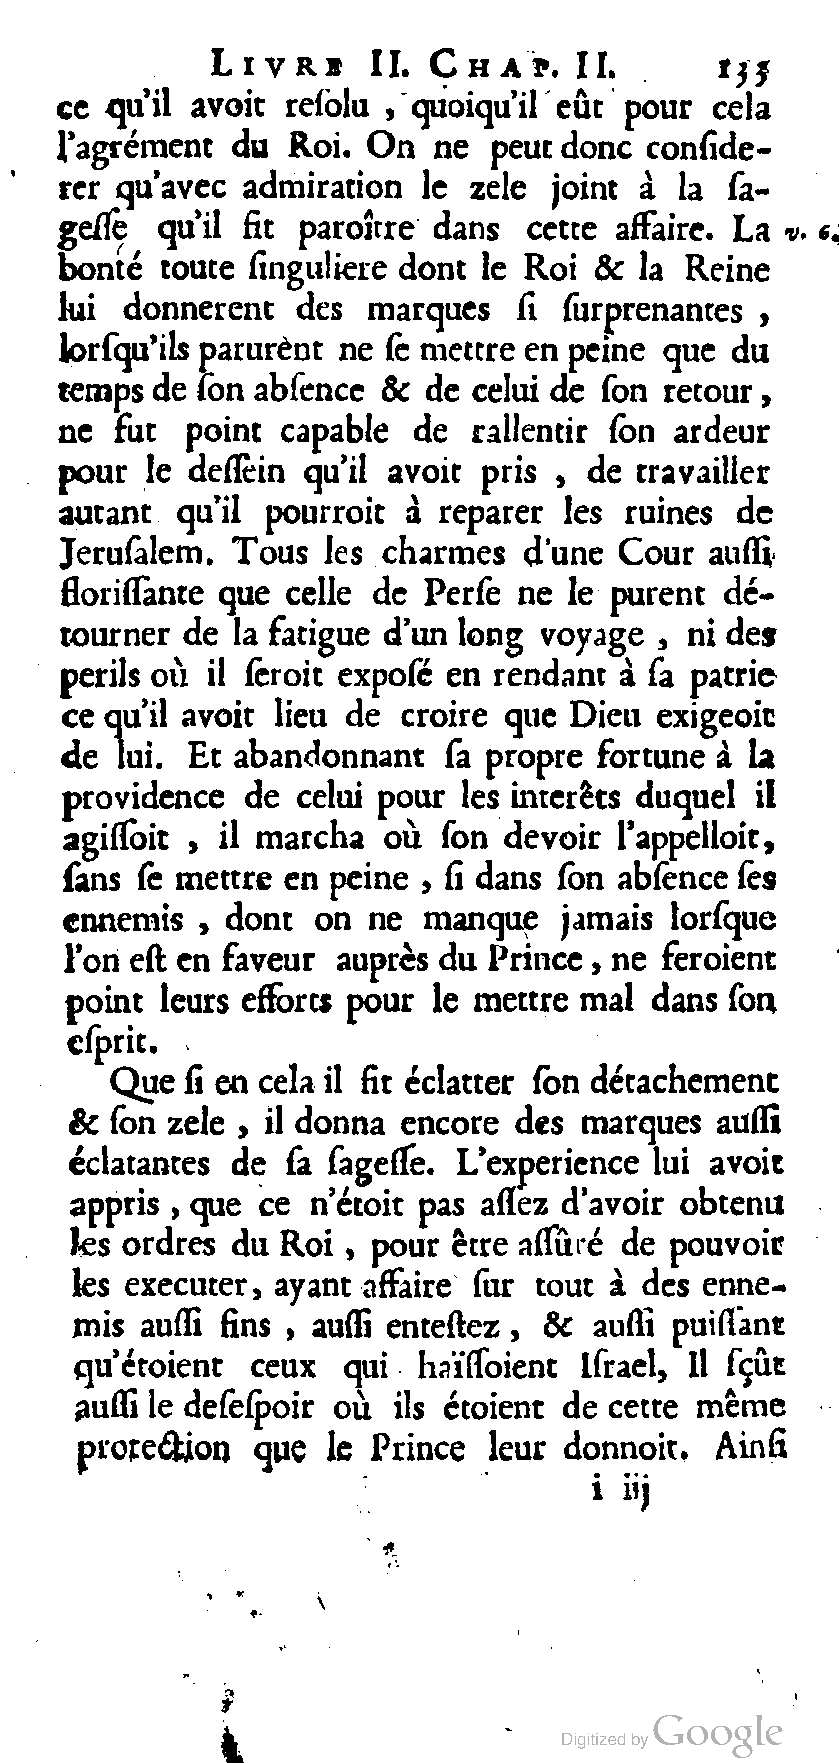 LIVRE II. CHAP. II. 135
ce qu'il avoit reſolu , quoiqu'il eût pour cela
l'agrément du Roi. On ne peut donc conſide-
rer qu'avec admiration le zele joint à la ſa-
geſſe qu'il fit paroître dans cette affaire. La v. 6.
bonté toute ſinguliere dont le Roi & la Reine
lui donnerent des marques ſi ſurprenantes ,
lorſqu'ils parurènt ne ſe mettre en peine que du
temps de ſon abſence & de celui de ſon retour ,
ne fut point capable de rallentir ſon ardeur
pour le deſſein qu'il avoit pris , de travailler
autant qu'il pourroit à reparer les ruines de
Jeruſalem. Tous les charmes d'une Cour auſſi
floriſſante que celle de Perſe ne le purent dé-
tourner de la fatigue d'un long voyage , ni des
perils où il ſeroit expoſé en rendant à ſa patrie
ce qu'il avoit lieu de croire que Dieu exigeoit
de lui. Et abandonnant ſa propre fortune à la
providence de celui pour les interêts duquel il
agiſſoit , il marcha où ſon devoir l'appelloit,
ſans ſe mettre en peine , ſi dans ſon abſence ſes
ennemis , dont on ne manque jamais lorſque
l'on eſt en faveur auprès du Prince , ne feroient
point leurs efforts pour le mettre mal dans ſon
eſprit.
Que ſi en cela il fit éclatter ſon détachement
& ſon zele , il donna encore des marques auſſi
éclatantes de ſa ſageſſe. L'experience lui avoit
appris , que ce n'étoit pas aſſez d'avoir obtenu
les ordres du Roi , pour être aſſûré de pouvoir
les executer, ayant affaire ſur tout à des enne-
mis auſſi fins , auſſi enteſtez , & auſſi puiſſant
qu'étoient ceux qui haïſſoient Iſrael, Il ſçût
auſſi le deſeſpoir où ils étoient de cette même
protection que le Prince leur donnoit. Ainſi
i iij
Digitized by Google